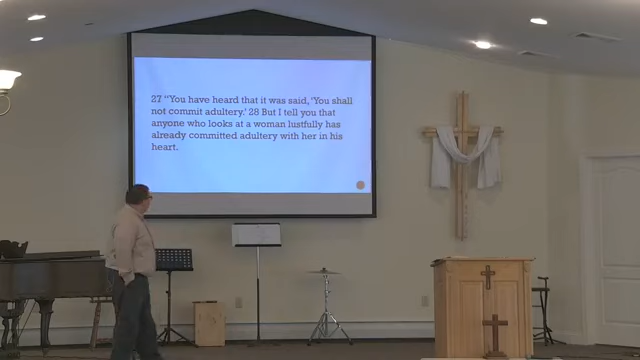 27 “You have heard that it was said, ‘You shall
not commit adultery.’ 28 But I tell you that
anyone who looks at a woman lustfully has
already committed adultery with her in his
heart.